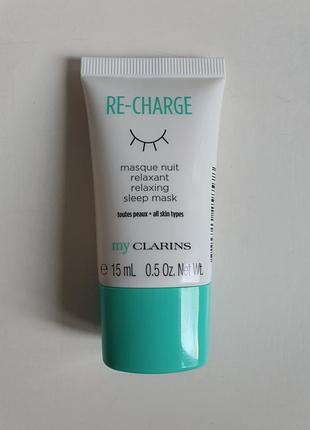 RE-CHARGE
masque nuit
relaxant
relaxing
sleep mask
toutes peaux • all skin types
my CLARINS
℮ 15 mL 0.5 Oz. Net Wt.